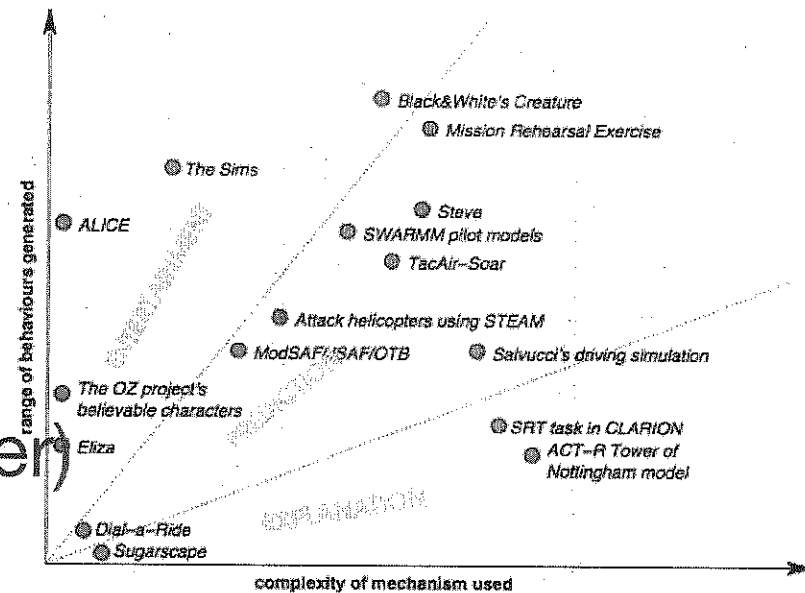 Black&White's Creature
Mission Rehearsal Exercise
The Sims
Steve
ALICE
SWARMM pilot models
TacAir-Soar
Attack helicopters using STEAM
ModSAF/JSAF/OTB
Salvucci's driving simulation
The OZ project's
believable characters
SRT task in CLARION
Eliza
ACT-R Tower of
Nottingham model
Dial-a-Ride
Sugarscape
range of behaviours generated
complexity of mechanism used
er)